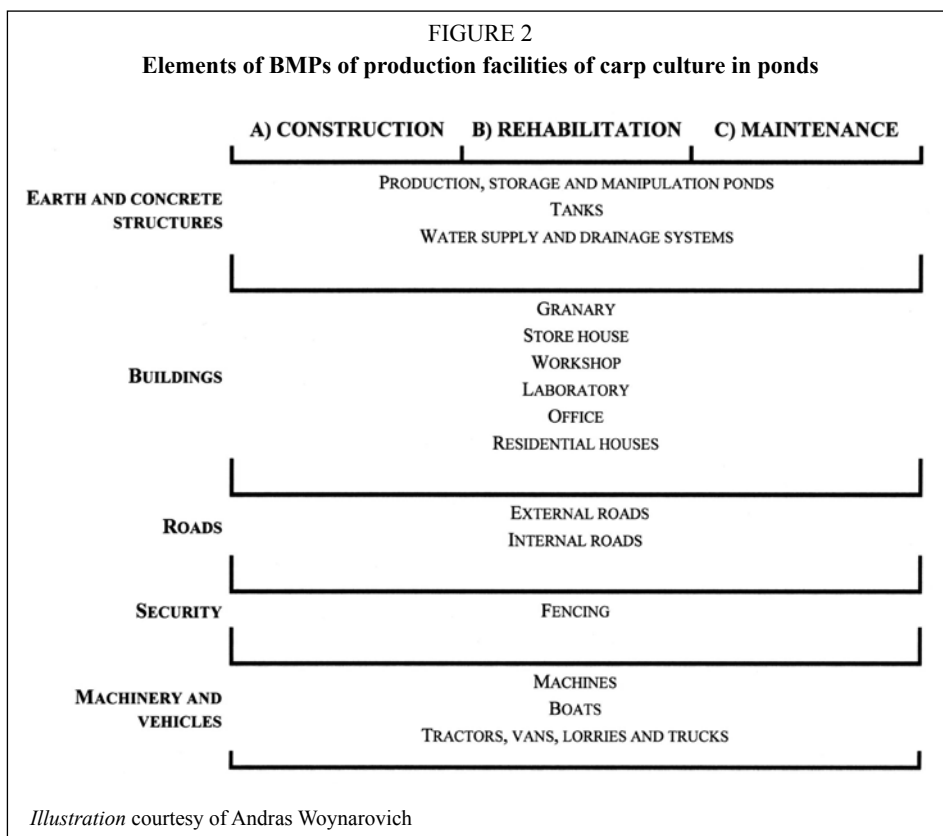 FIGURE 2
Elements of BMPs of production facilities of carp culture in ponds
A) CONSTRUCTION B) REHABILITATION C) MAINTENANCE
EARTH AND CONCRETE
STRUCTURES
PRODUCTION, STORAGE AND MANIPULATION PONDS
TANKS
WATER SUPPLY AND DRAINAGE SYSTEMS
BUILDINGS
GRANARY
STORE HOUSE
WORKSHOP
LABORATORY
OFFICE
RESIDENTIAL HOUSES
ROADS
EXTERNAL ROADS
INTERNAL ROADS
SECURITY
FENCING
MACHINERY AND
VEHICLES
MACHINES
BOATS
TRACTORS, VANS, LORRIES AND TRUCKS
Illustration courtesy of Andras Woynarovich